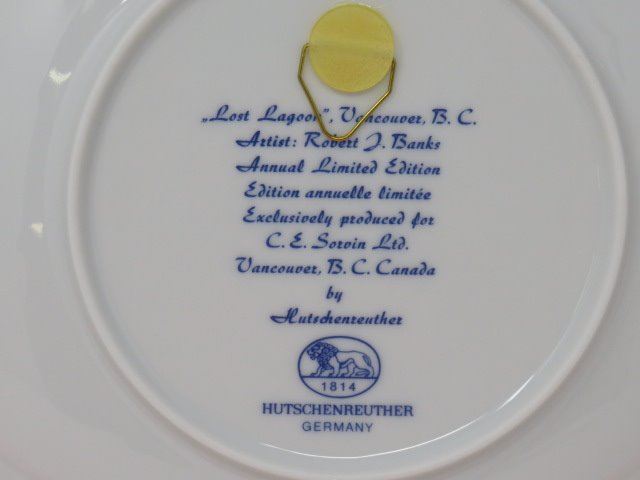 „Lost Lagoon", Vancouver, B. C.
Artist: Robert J. Banks
Annual Limited Edition
Edition annuelle limitée
Exclusively produced for
C. E. Sorvin Ltd.
Vancouver, B. C. Canada
by
Hutschenreuther
1814
HUTSCHENREUTHER
GERMANY